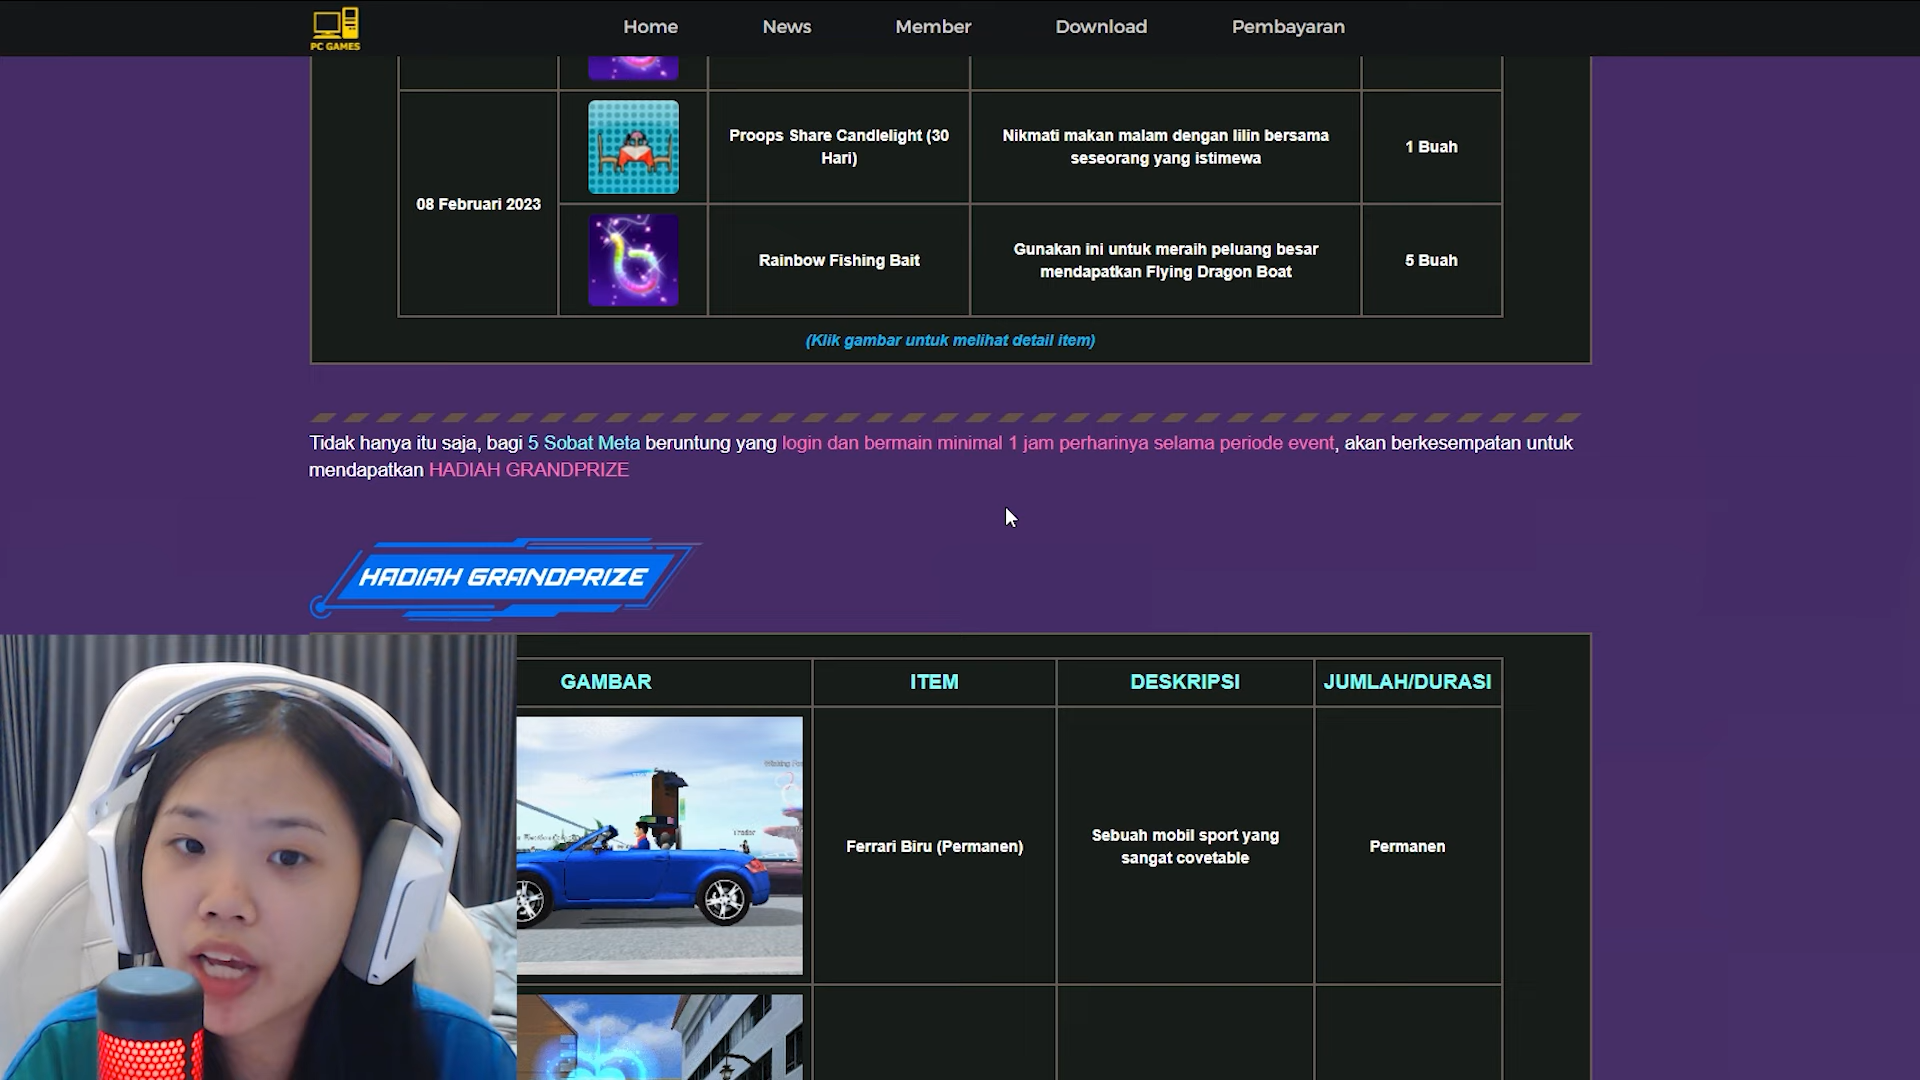 PC GAMES
Home
News
Member
Download
Pembayaran
08 Februari 2023
Proops Share Candlelight (30
Hari)
Nikmati makan malam dengan lilin bersama
seseorang yang istimewa
1 Buah
Rainbow Fishing Bait
Gunakan ini untuk meraih peluang besar
mendapatkan Flying Dragon Boat
5 Buah
(Klik gambar untuk melihat detail item)
Tidak hanya itu saja, bagi 5 Sobat Meta beruntung yang login dan bermain minimal 1 jam perharinya selama periode event, akan berkesempatan untuk
mendapatkan HADIAH GRANDPRIZE
HADIAH GRANDPRIZE
GAMBAR
ITEM
DESKRIPSI
JUMLAH/DURASI
Trader
Ferrari Biru (Permanen)
Sebuah mobil sport yang
sangat covetable
Permanen